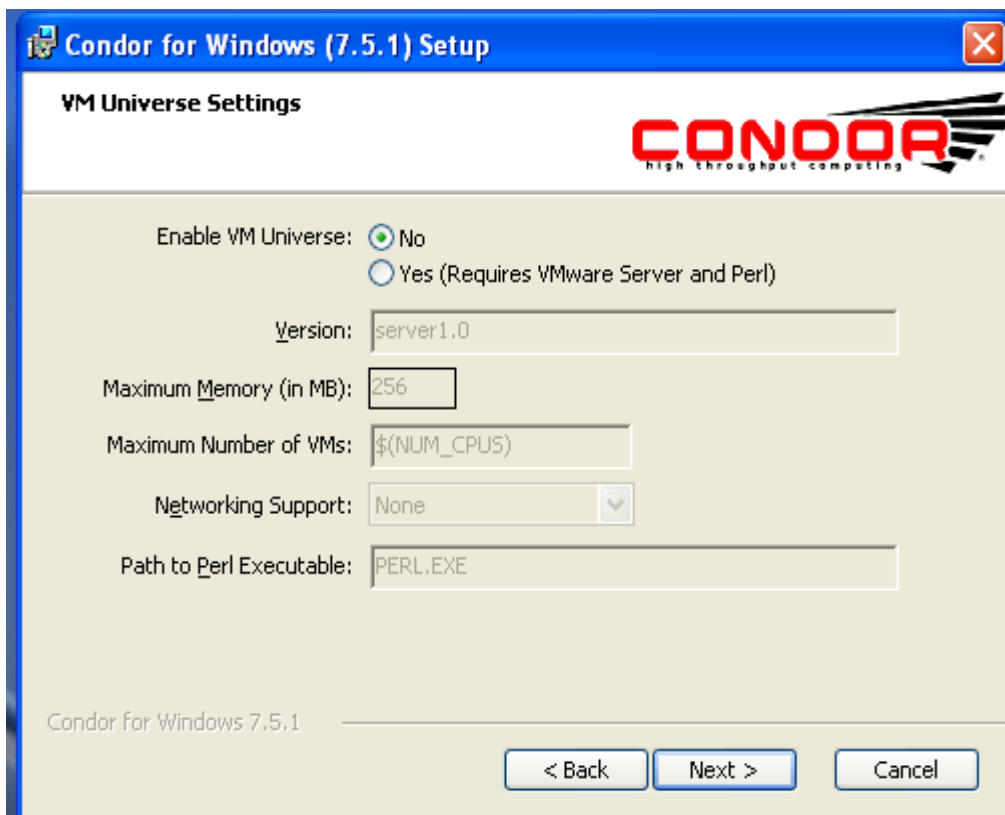 Condor for Windows (7.5.1) Setup
VM Universe Settings
CONDOR
high throughput computing
Enable VM Universe: No
Yes (Requires VMware Server and Perl)
Version: server1.0
Maximum Memory (in MB): 256
Maximum Number of VMs: $(NUM_CPUS)
Networking Support: None
Path to Perl Executable: PERL.EXE
Condor for Windows 7.5.1
< Back Next > Cancel